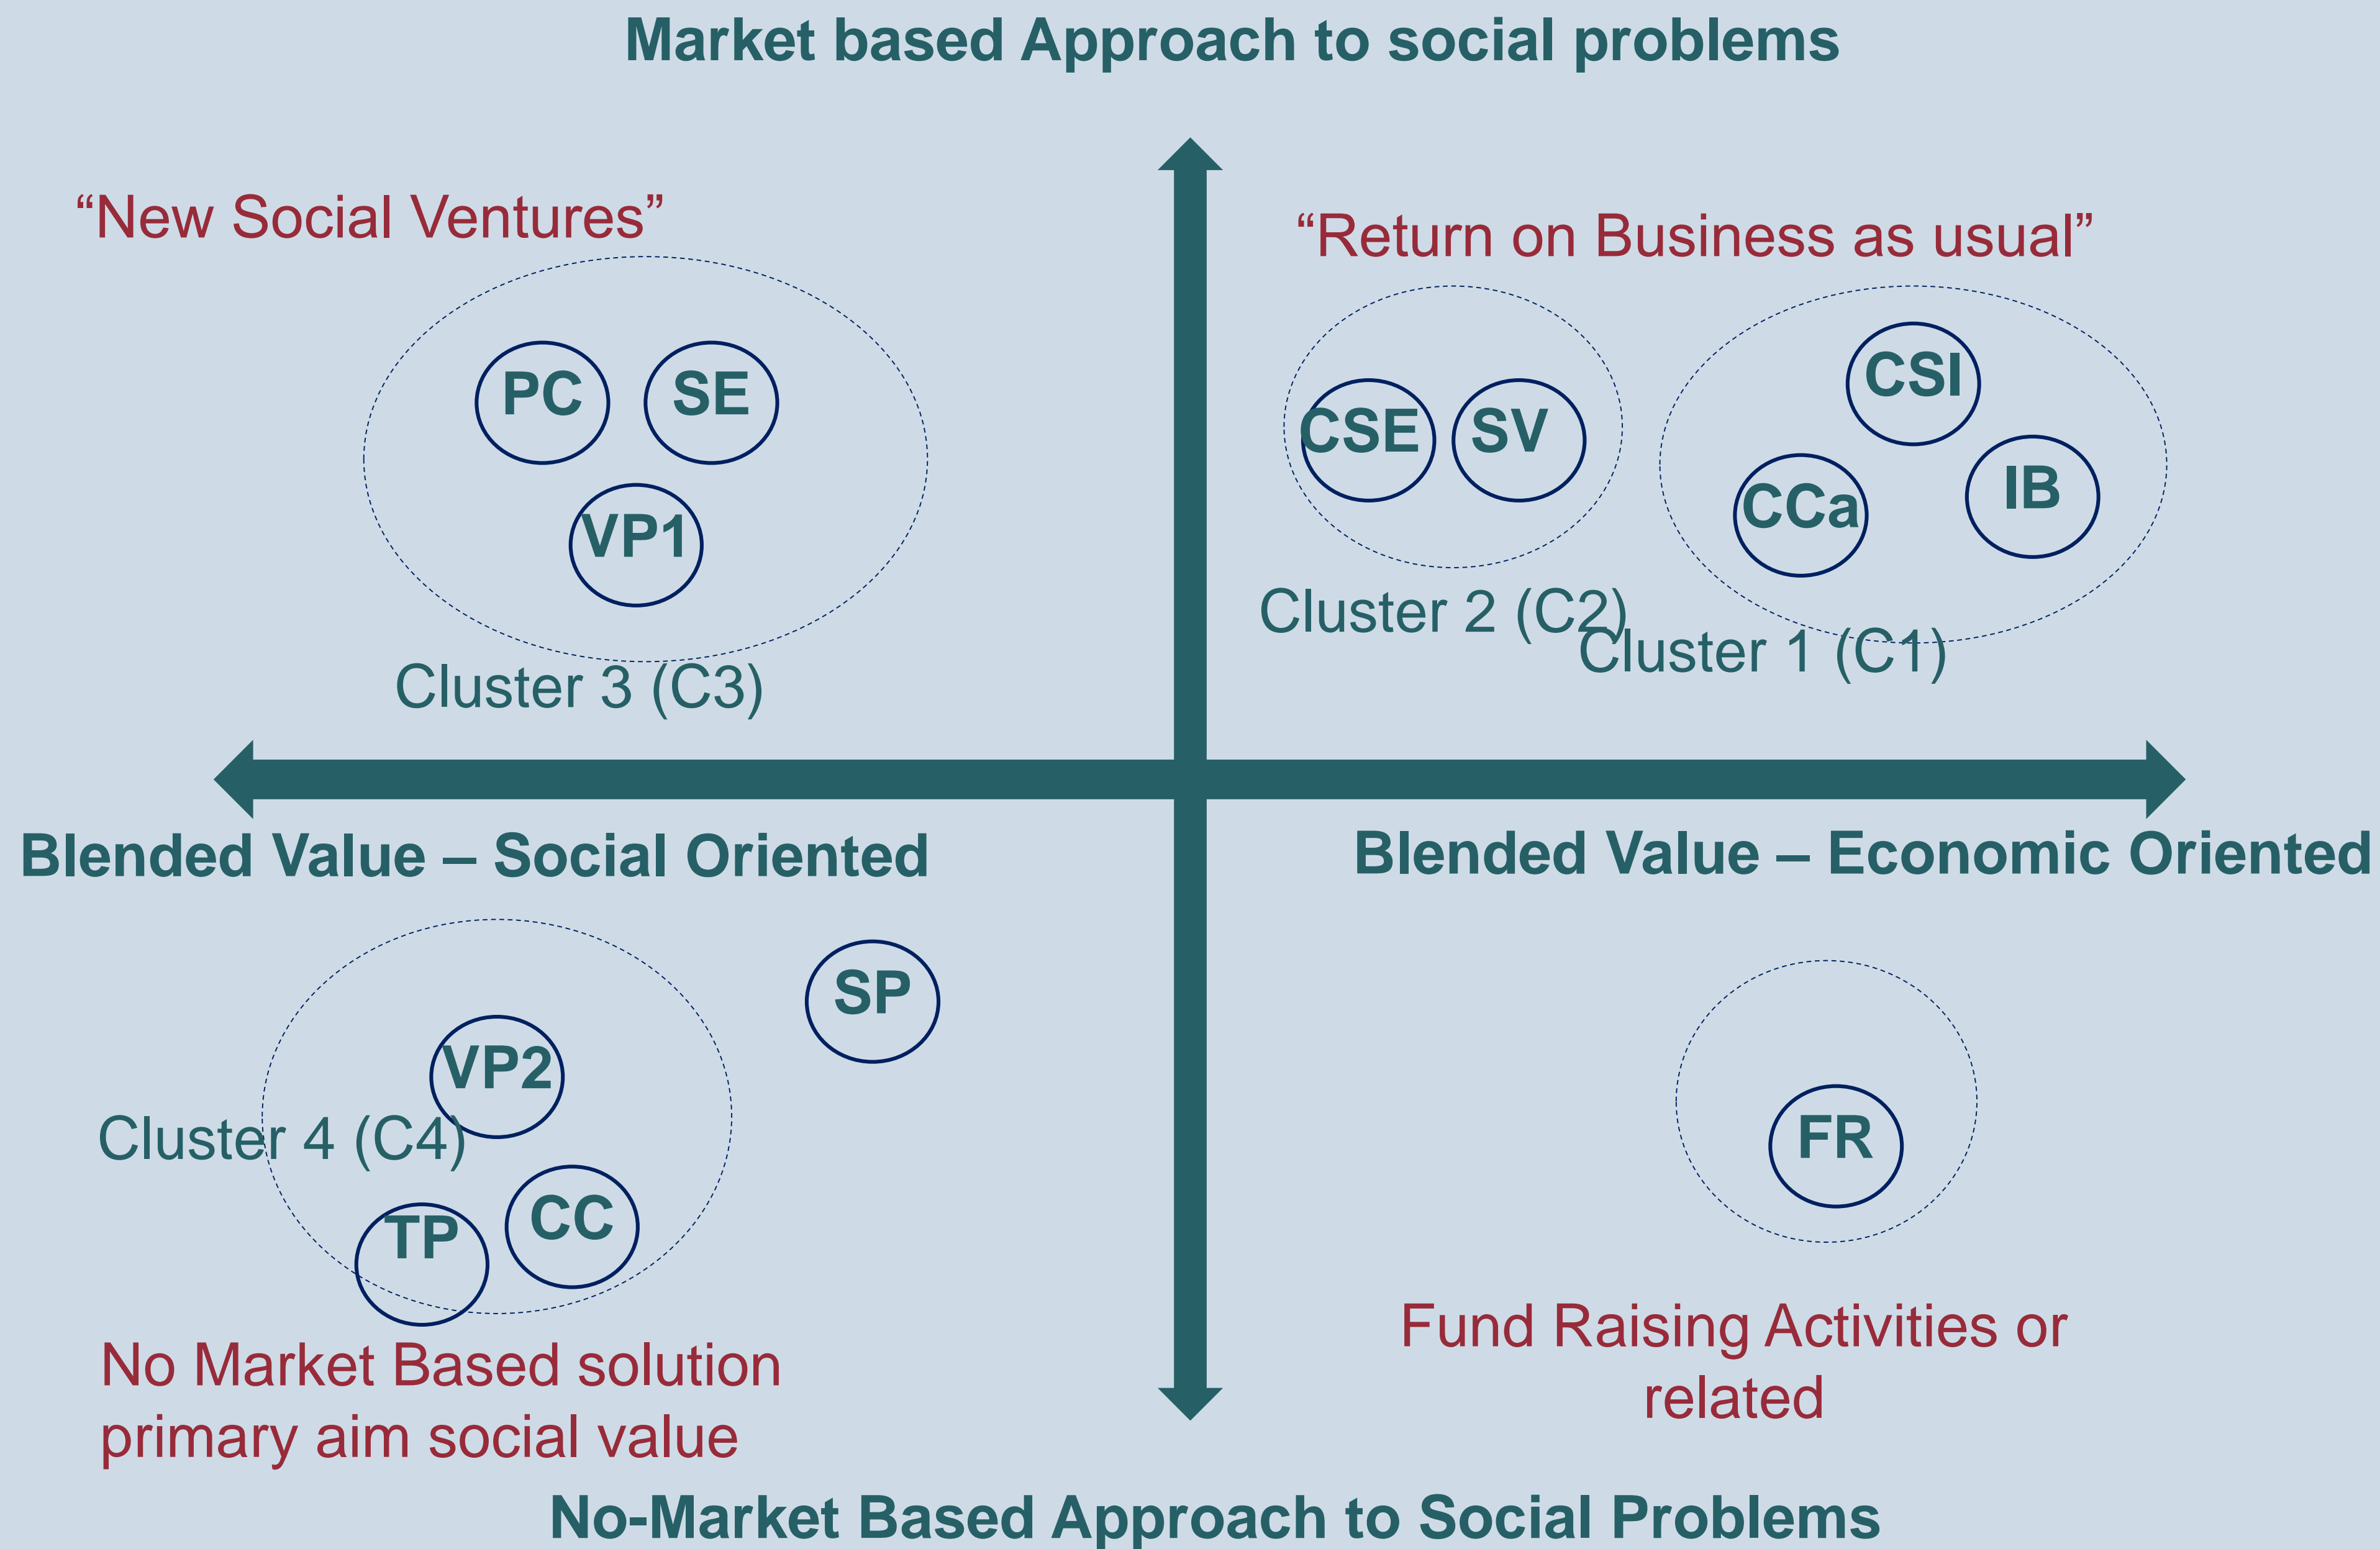 Market based Approach to social problems
“New Social Ventures”
“Return on Business as usual”
PC
SE
VP1
CSE
SV
CSI
CCa
IB
Cluster 2 (C2)
Cluster 1 (C1)
Cluster 3 (C3)
Blended Value – Social Oriented
Blended Value – Economic Oriented
SP
VP2
Cluster 4 (C4)
TP
CC
FR
No Market Based solution
primary aim social value
Fund Raising Activities or
related
No-Market Based Approach to Social Problems